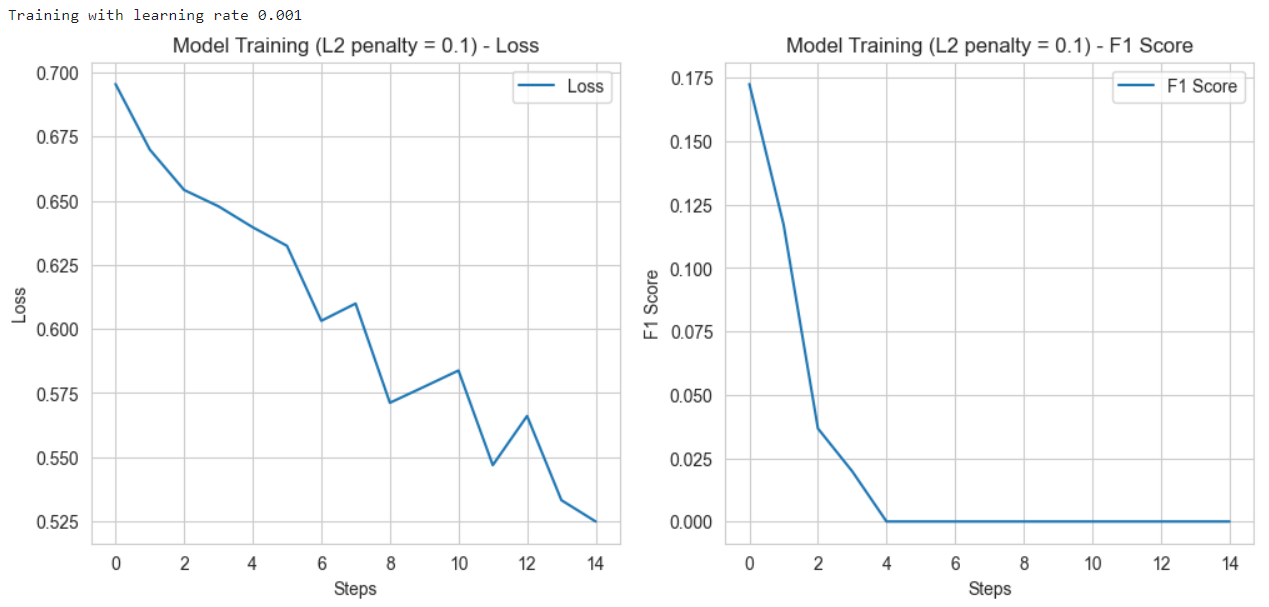 Training with learning rate 0.001
Model Training (L2 penalty = 0.1) - Loss
0.700
0.675
0.650
0.625
0.600
0.575
0.550
0.525
Loss
Loss
0 2 4 6 8 10 12 14
Steps
Model Training (L2 penalty = 0.1) - F1 Score
0.175
0.150
0.125
0.100
0.075
0.050
0.025
0.000
F1 Score
F1 Score
0 2 4 6 8 10 12 14
Steps